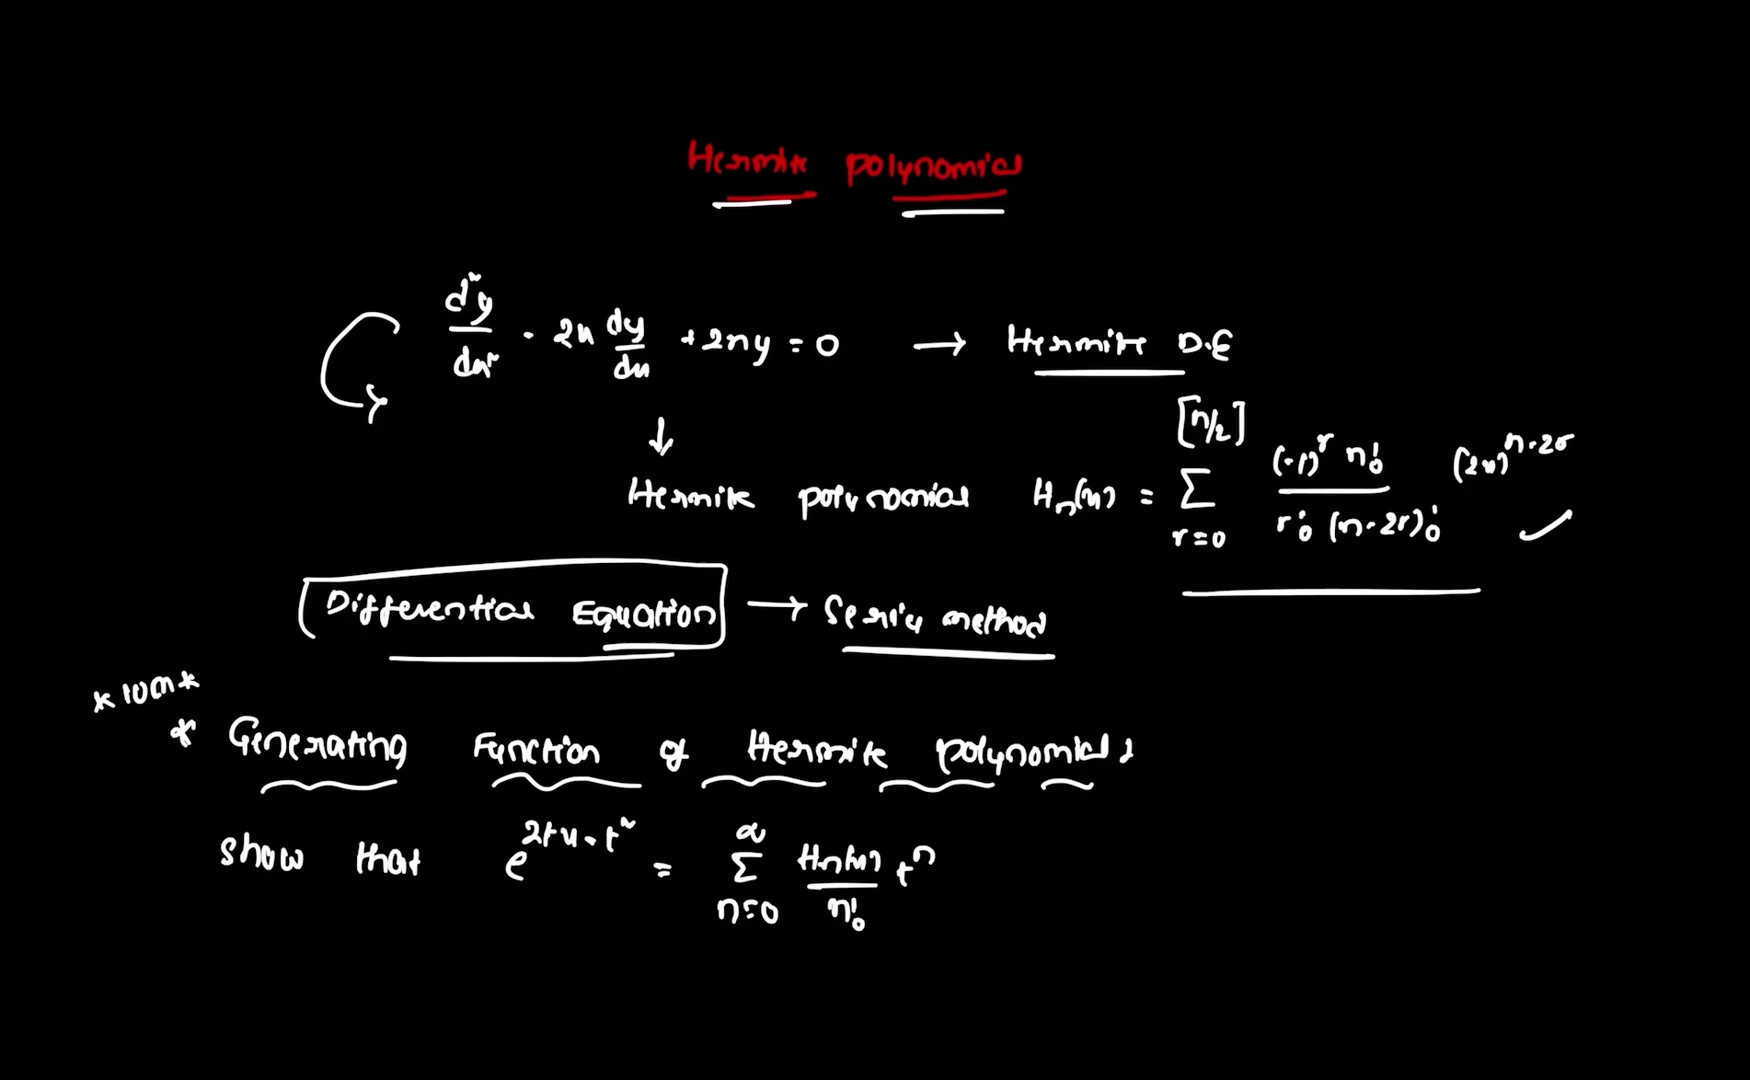 Hermite polynomials
d²y/dx² - 2x dy/dx + 2ny = 0 → Hermite D.E
↓
Hermite polynomial Hn(x) = [n/2] Σ r=0 (-1)^r n! / r! (n-2r)! (2x)^(n-2r)
Differential Equation → Series method
*10m*
* Generating Function of Hermite polynomials
show that e^(2tx-t²) = ∞ Σ n=0 Hn(x)/n! t^n